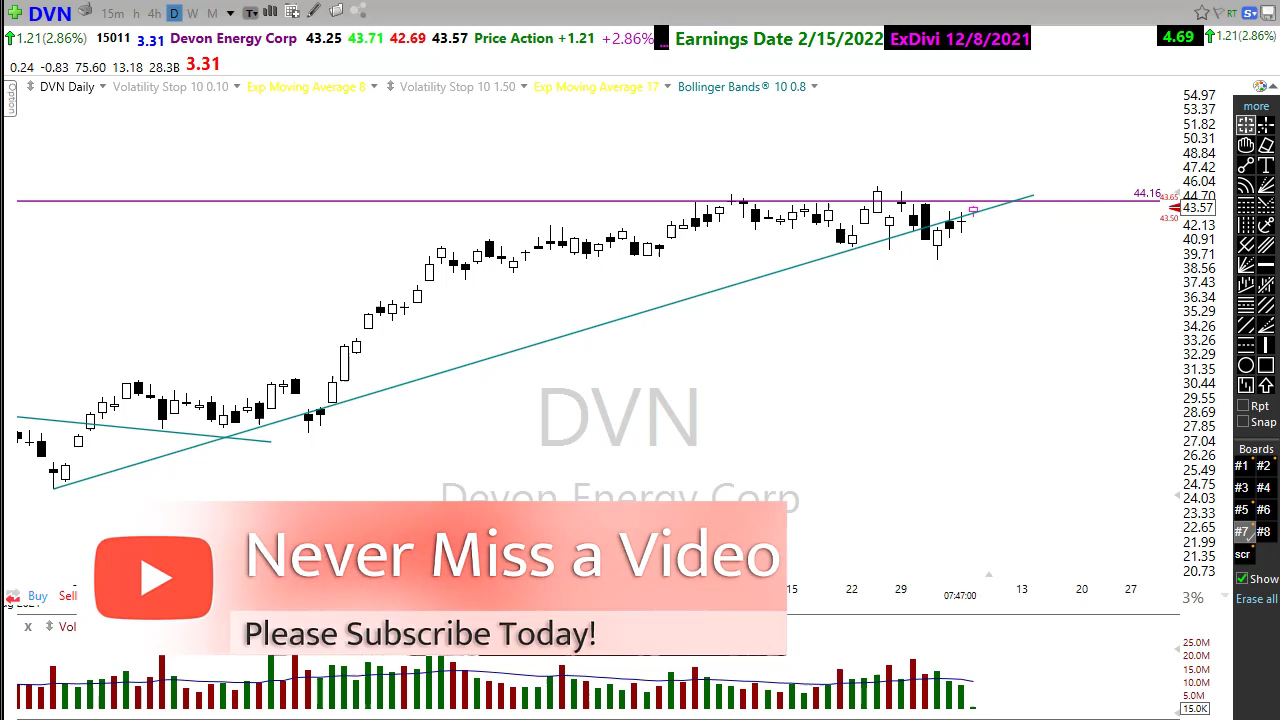 DVN 15m h 4h D W M T RT S
1.21(2.86%) 15011 3.31 Devon Energy Corp 43.25 43.71 42.69 43.57 Price Action +1.21 +2.86% ... Earnings Date 2/15/2022 ExDivi 12/8/2021 4.69 1.21(2.86%)
0.24 -0.83 75.60 13.18 28.3B 3.31
Option
DVN Daily Volatility Stop 10 0.10 Exp Moving Average 8 Volatility Stop 10 1.50 Exp Moving Average 17 Bollinger Bands® 10 0.8
54.97
more
53.37
51.82
50.31
48.84
47.42
46.04
44.16
43.65
44.70
43.57
43.50
42.13
40.91
39.71
38.56
37.43
36.34
35.29
34.26
33.26
32.29
31.35
30.44
29.55
28.69
27.85
27.04
26.26
25.49
24.75
24.03
23.33
22.65
21.99
21.35
20.73
Rpt
Snap
Boards
#1 #2
#3 #4
#5 #6
#7 #8
scr
Show
Erase all
DVN
Devon Energy Corp
Never Miss a Video
Please Subscribe Today!
15 22 29 07:47:00 13 20 27
3%
Buy Sell
2021
x Vol
25.0M
20.0M
15.0M
10.0M
5.0M
15.0K